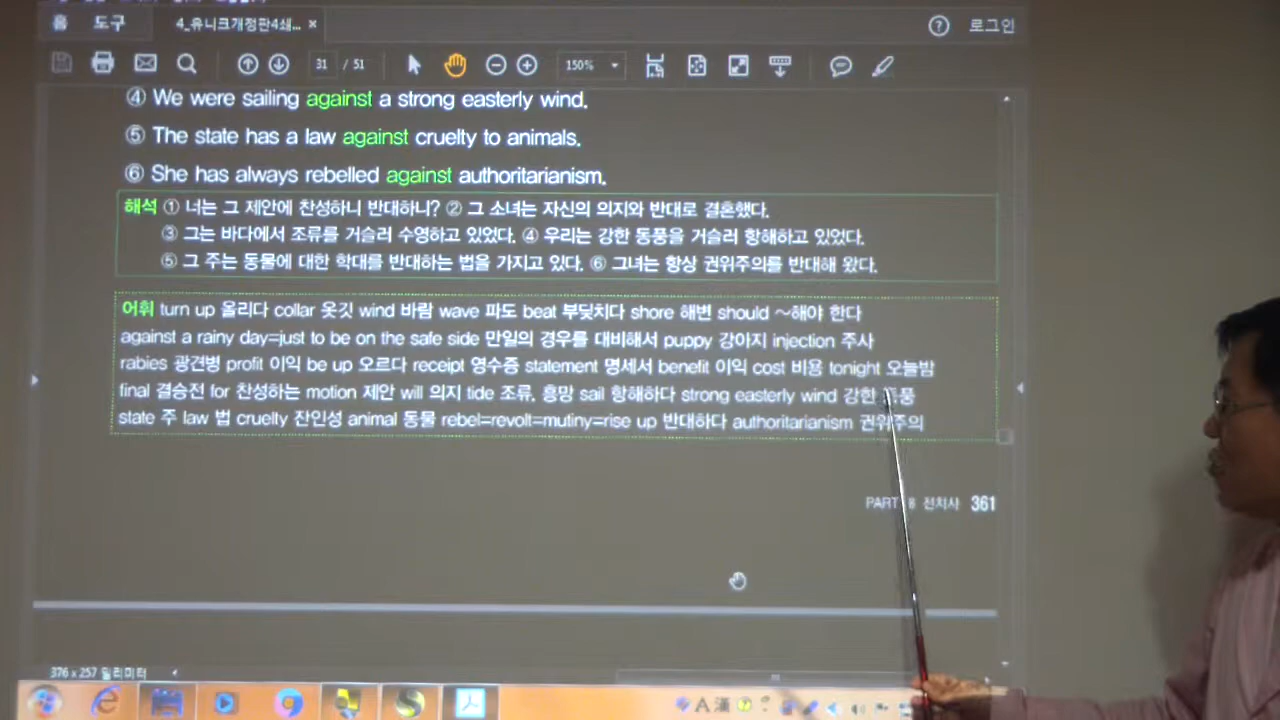 홈 도구 4_유니크개정판4쇄... × ? 로그인
31 / 51 150%
④ We were sailing against a strong easterly wind.
⑤ The state has a law against cruelty to animals.
⑥ She has always rebelled against authoritarianism.
해석 ① 너는 그 제안에 찬성하니 반대하니? ② 그 소녀는 자신의 의지와 반대로 결혼했다.
③ 그는 바다에서 조류를 거슬러 수영하고 있었다. ④ 우리는 강한 동풍을 거슬러 항해하고 있었다.
⑤ 그 주는 동물에 대한 학대를 반대하는 법을 가지고 있다. ⑥ 그녀는 항상 권위주의를 반대해 왔다.
어휘 turn up 올리다 collar 옷깃 wind 바람 wave 파도 beat 부딪치다 shore 해변 should ~해야 한다
against a rainy day=just to be on the safe side 만일의 경우를 대비해서 puppy 강아지 injection 주사
rabies 광견병 profit 이익 be up 오르다 receipt 영수증 statement 명세서 benefit 이익 cost 비용 tonight 오늘밤
final 결승전 for 찬성하는 motion 제안 will 의지 tide 조류, 흥망 sail 항해하다 strong easterly wind 강한 동풍
state 주 law 법 cruelty 잔인성 animal 동물 rebel=revolt=mutiny=rise up 반대하다 authoritarianism 권위주의
PART 8 전치사 361
376 x 257 밀리미터
A 漢